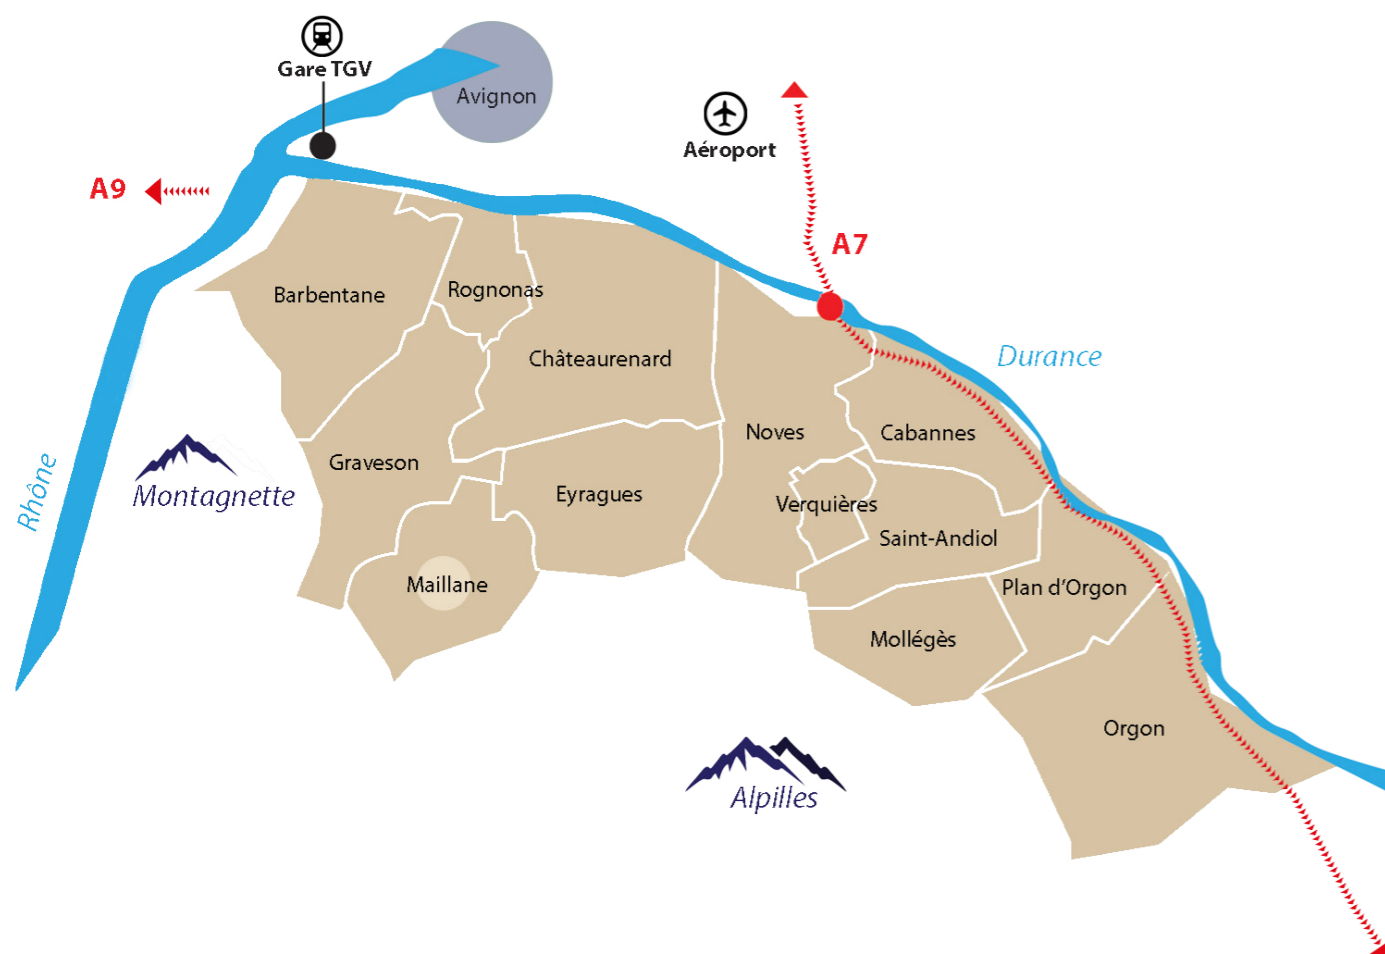 Gare TGV
Avignon
Aéroport
A9
A7
Barbentane
Rognonas
Châteaurenard
Durance
Noves
Cabannes
Graveson
Rhône
Montagnette
Eyragues
Verquières
Saint-Andiol
Maillane
Plan d’Orgon
Mollégès
Orgon
Alpilles